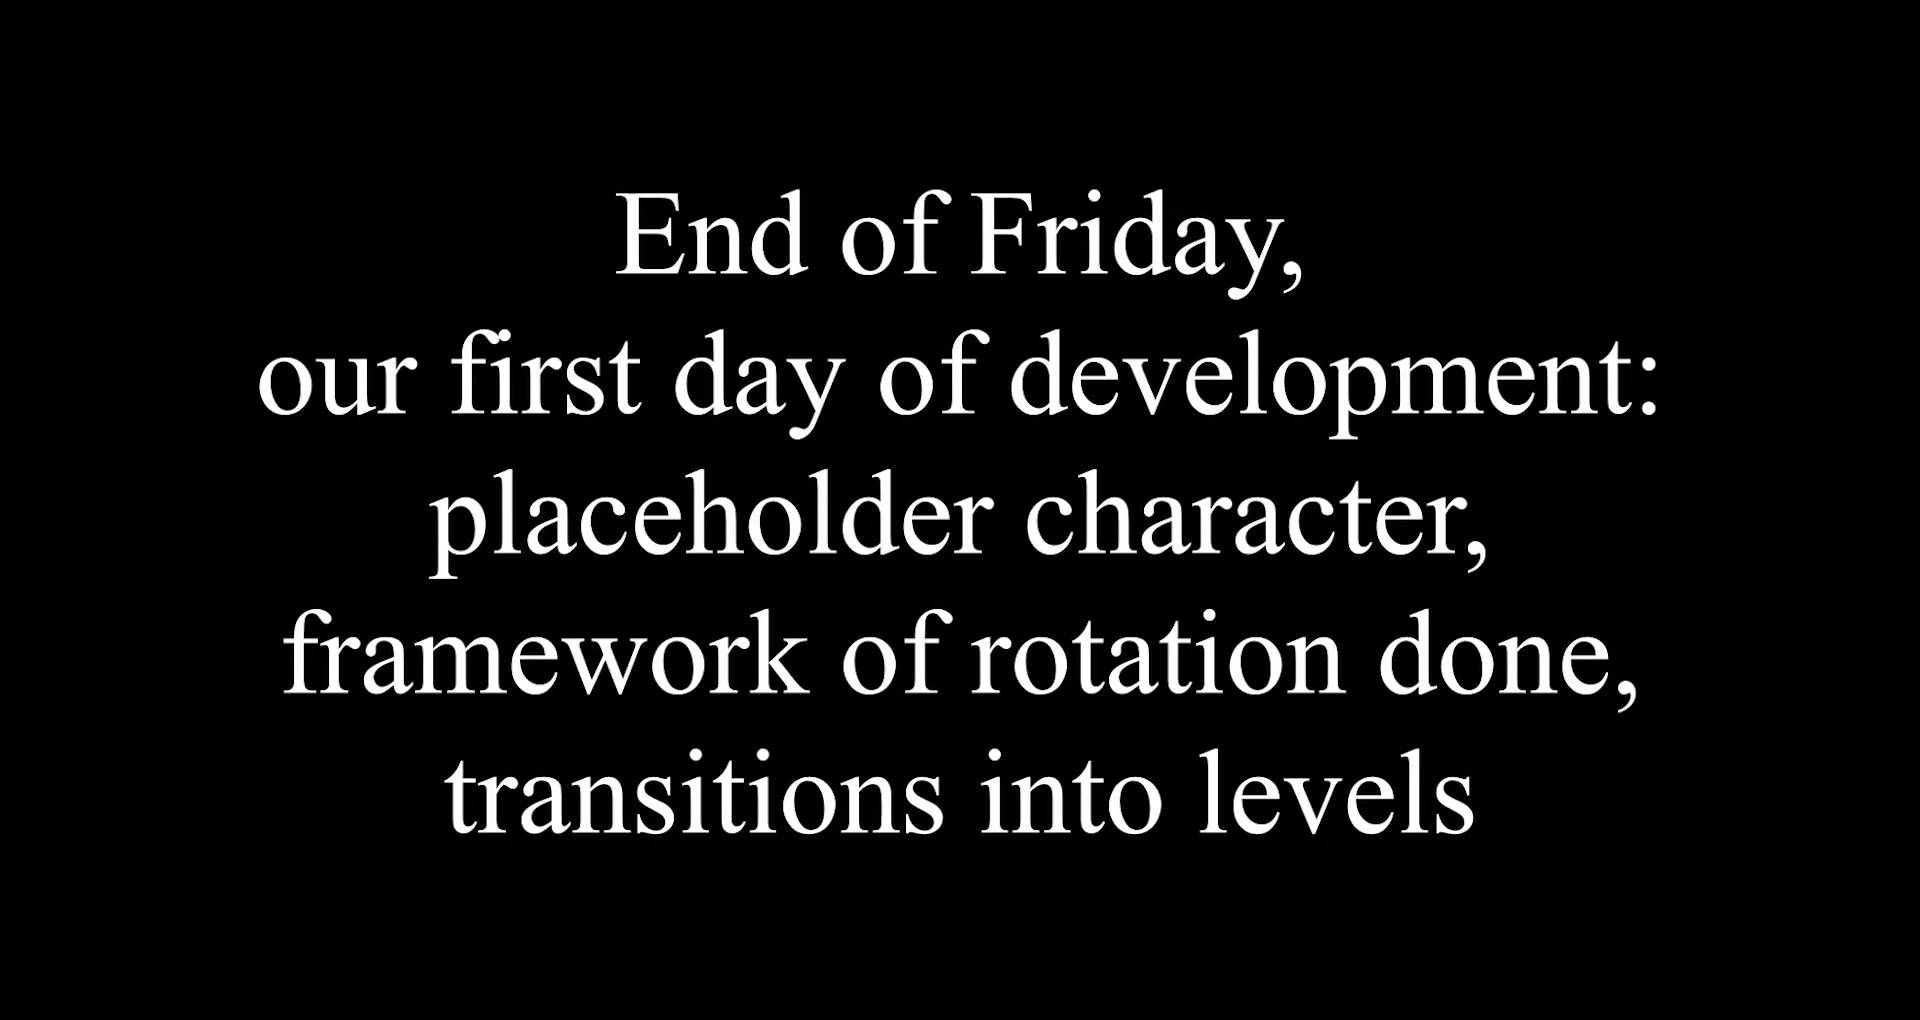 End of Friday,
our first day of development:
placeholder character,
framework of rotation done,
transitions into levels